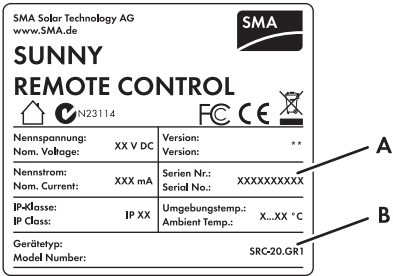 SMA Solar Technology AG
www.SMA.de
SMA
SUNNY
REMOTE CONTROL
N23114
FC CE
Nennspannung:
Nom. Voltage:
XX V DC
Version:
Version:
**
Nennstrom:
Nom. Current:
XXX mA
Serien Nr.:
Serial No.:
XXXXXXXXXX
A
IP-Klasse:
IP Class:
IP XX
Umgebungstemp.:
Ambient Temp.:
X...XX °C
B
Gerätetyp:
Model Number:
SRC-20.GR1